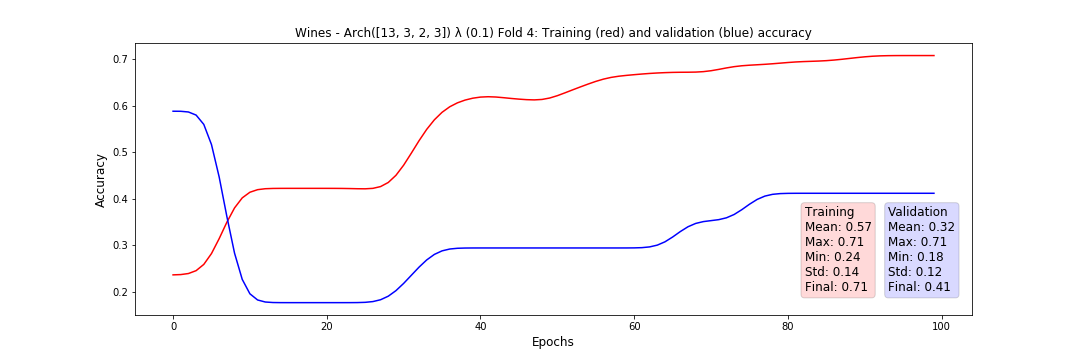 Wines - Arch([13, 3, 2, 3]) λ (0.1) Fold 4: Training (red) and validation (blue) accuracy
Accuracy
0.7
0.6
0.5
0.4
0.3
0.2
Training
Mean: 0.57
Max: 0.71
Min: 0.24
Std: 0.14
Final: 0.71
Validation
Mean: 0.32
Max: 0.71
Min: 0.18
Std: 0.12
Final: 0.41
0 20 40 60 80 100
Epochs